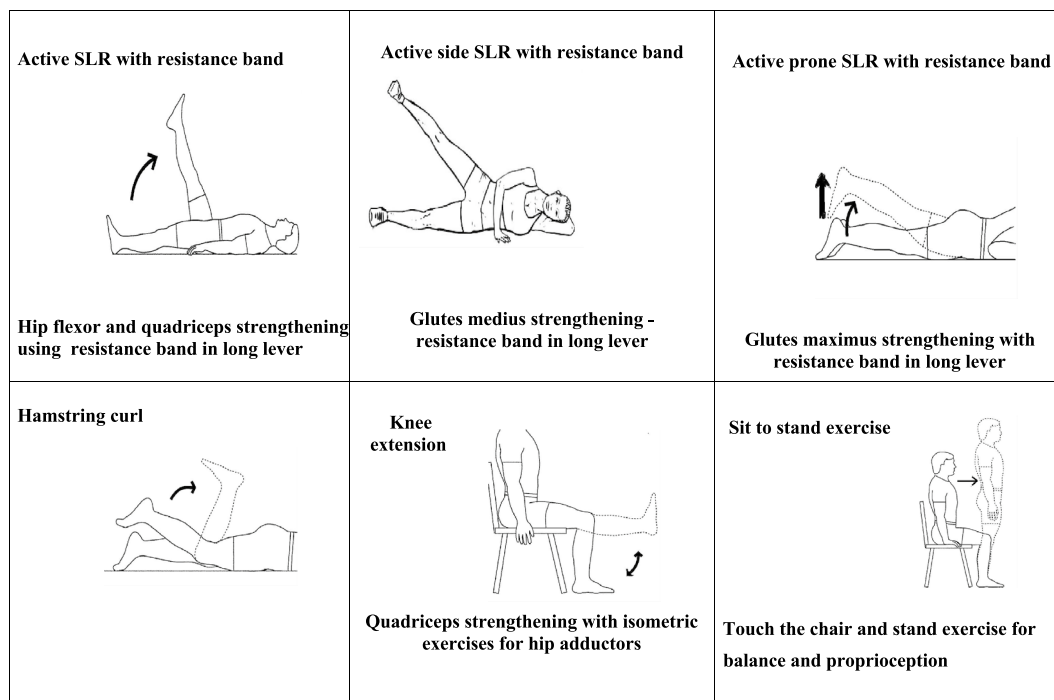 Active SLR with resistance band
Hip flexor and quadriceps strengthening
using resistance band in long lever
Active side SLR with resistance band
Glutes medius strengthening -
resistance band in long lever
Active prone SLR with resistance band
Glutes maximus strengthening with
resistance band in long lever
Hamstring curl
Knee
extension
Quadriceps strengthening with isometric
exercises for hip adductors
Sit to stand exercise
Touch the chair and stand exercise for
balance and proprioception